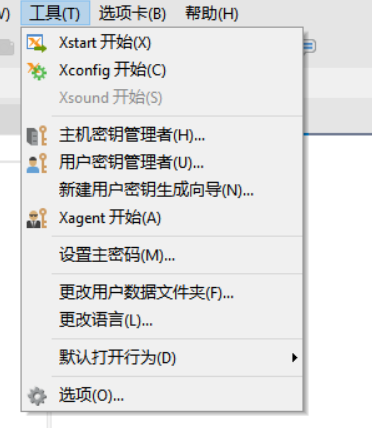 W) 工具(T) 选项卡(B) 帮助(H)
Xstart 开始(X)
Xconfig 开始(C)
Xsound 开始(S)
主机密钥管理者(H)...
用户密钥管理者(U)...
新建用户密钥生成向导(N)...
Xagent 开始(A)
设置主密码(M)...
更改用户数据文件夹(F)...
更改语言(L)...
默认打开行为(D)
选项(O)...